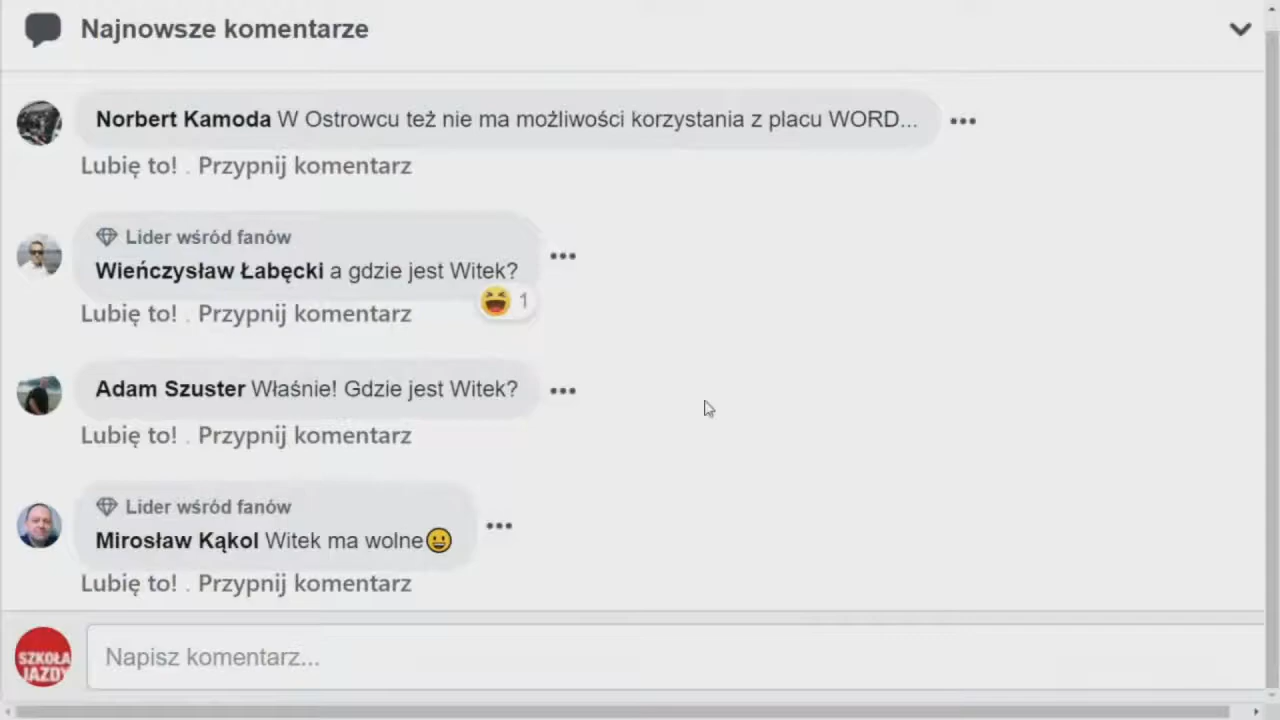 Najnowsze komentarze
Norbert Kamoda W Ostrowcu też nie ma możliwości korzystania z placu WORD...
Lubię to! . Przypnij komentarz
Lider wśród fanów
Wieńczysław Łabęcki a gdzie jest Witek?
1
Lubię to! . Przypnij komentarz
Adam Szuster Właśnie! Gdzie jest Witek?
Lubię to! . Przypnij komentarz
Lider wśród fanów
Mirosław Kąkol Witek ma wolne😀
Lubię to! . Przypnij komentarz
SZKOŁA
JAZDY
Napisz komentarz...